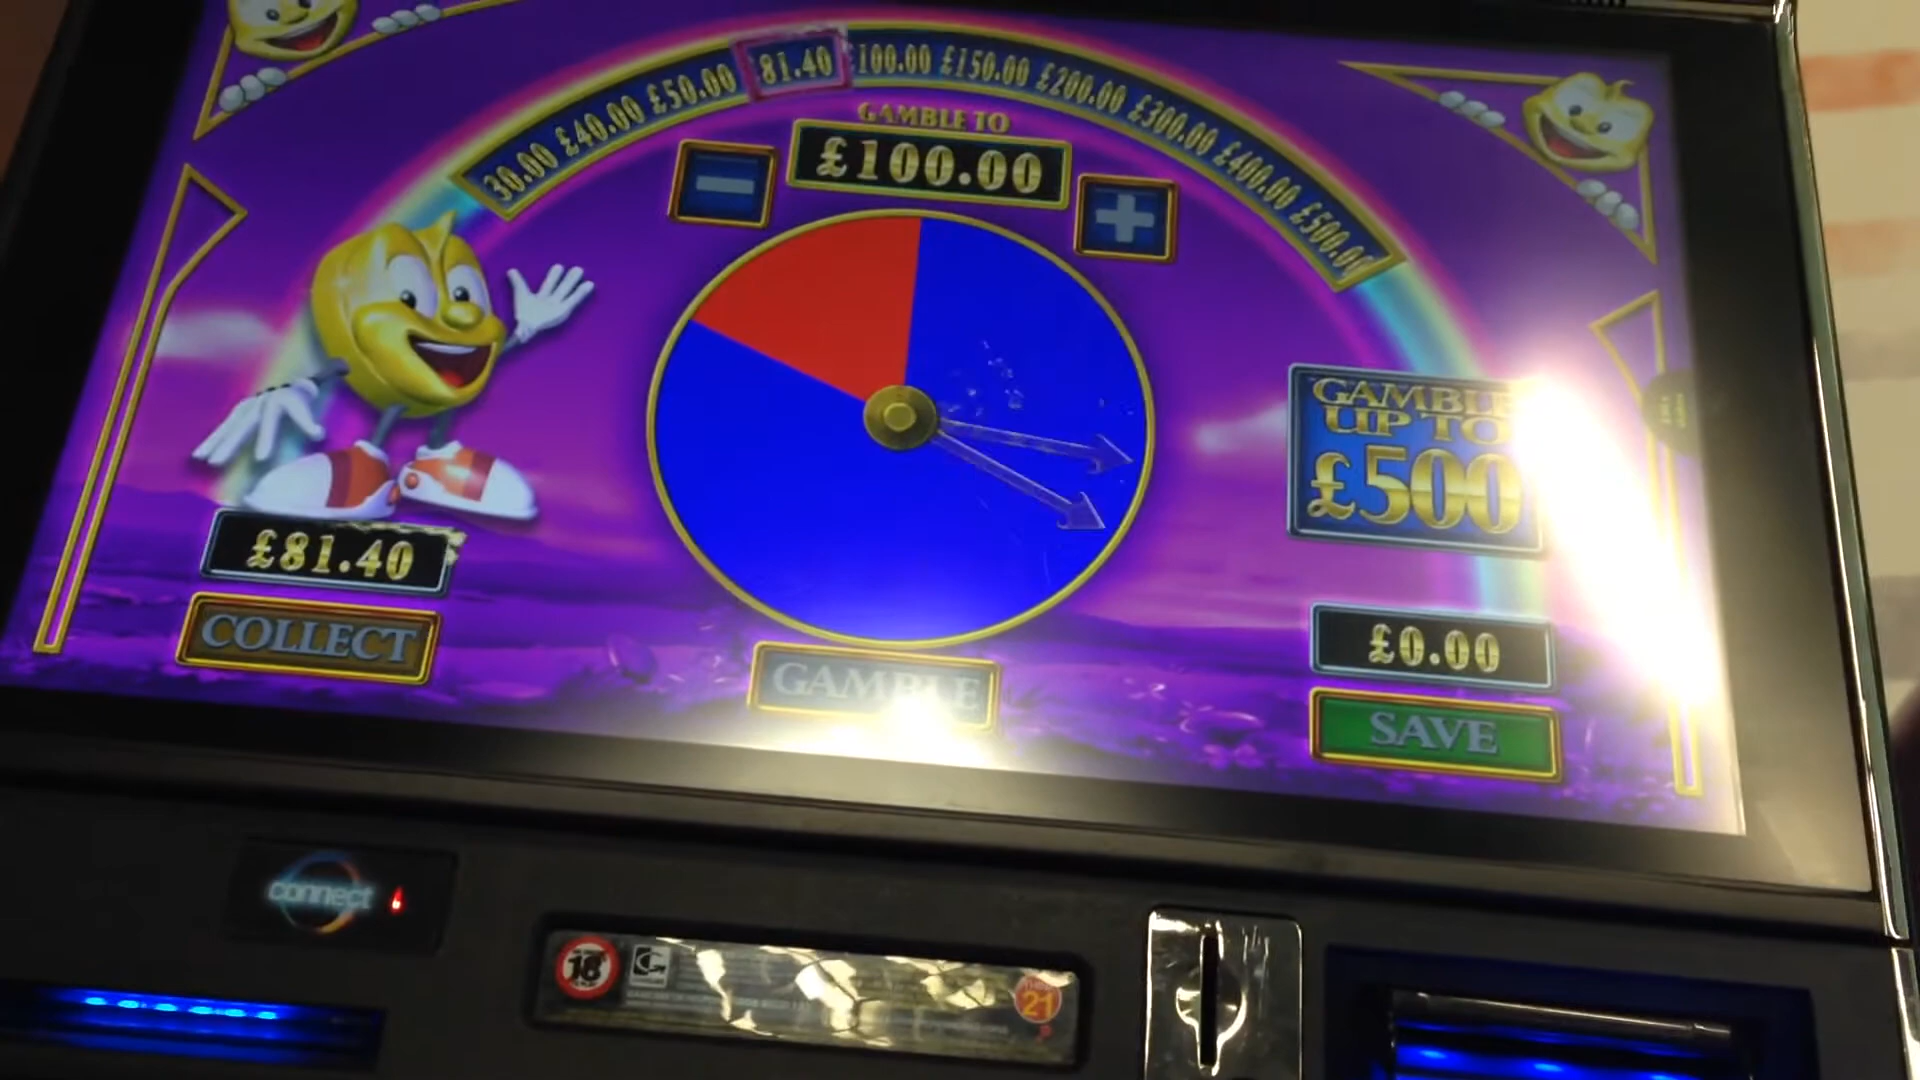 30.00 £40.00 £50.00 £81.40 £100.00 £150.00 £200.00 £300.00 £400.00 £500.00
GAMBLE TO
£100.00
GAMBLE
UP TO
£500
£81.40
COLLECT
GAMBLE
£0.00
SAVE
connect
18
21